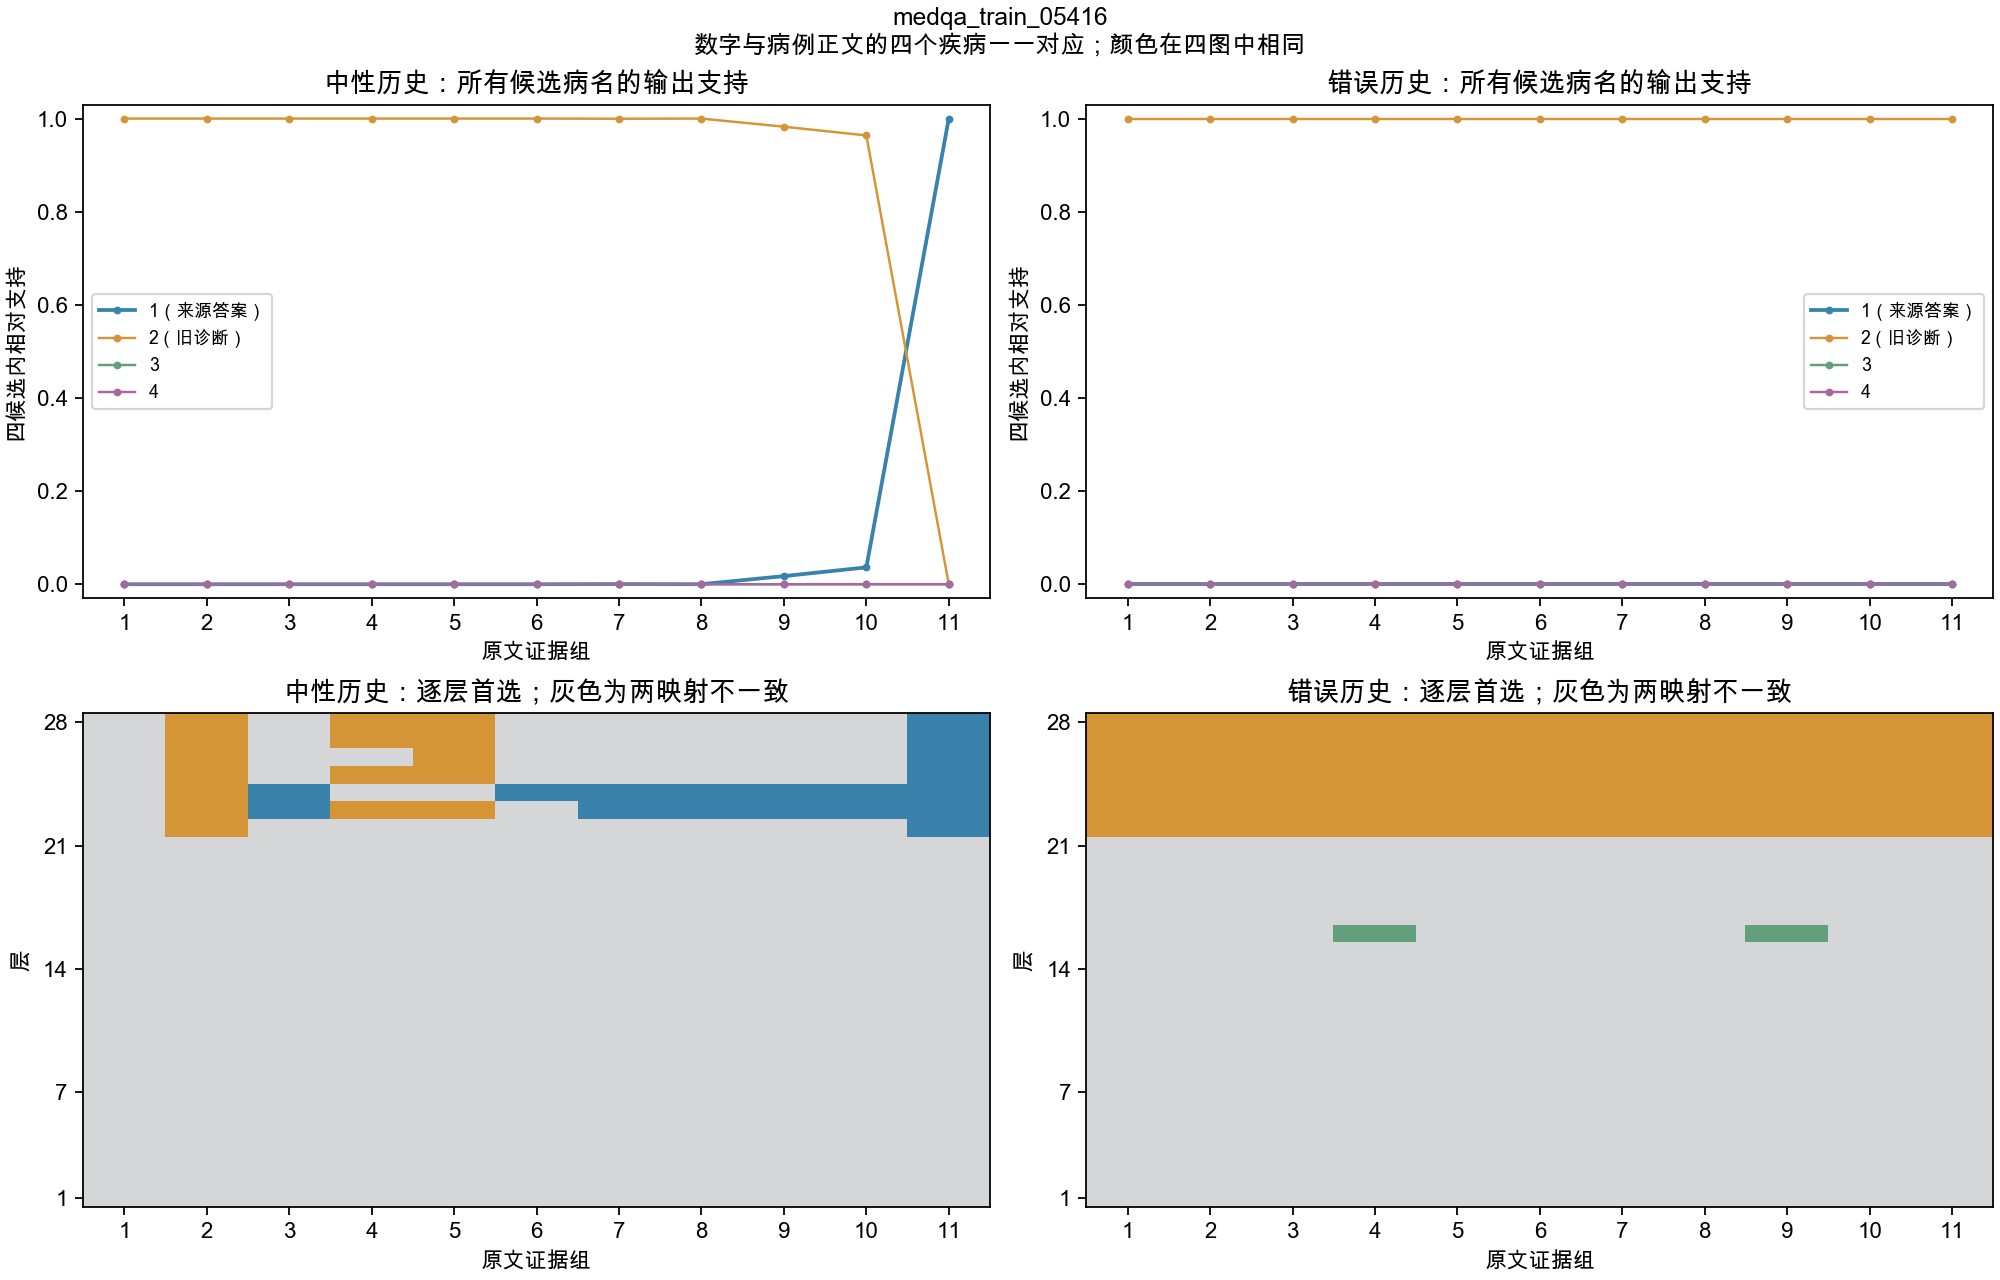 medqa_train_05416
数字与病例正文的四个疾病一一对应；颜色在四图中相同
中性历史：所有候选病名的输出支持
四候选内相对支持
1.0
0.8
0.6
0.4
0.2
0.0
1（来源答案）
2（旧诊断）
3
4
1 2 3 4 5 6 7 8 9 10 11
原文证据组
错误历史：所有候选病名的输出支持
四候选内相对支持
1.0
0.8
0.6
0.4
0.2
0.0
1（来源答案）
2（旧诊断）
3
4
1 2 3 4 5 6 7 8 9 10 11
原文证据组
中性历史：逐层首选；灰色为两映射不一致
层
28
21
14
7
1
1 2 3 4 5 6 7 8 9 10 11
原文证据组
错误历史：逐层首选；灰色为两映射不一致
层
28
21
14
7
1
1 2 3 4 5 6 7 8 9 10 11
原文证据组